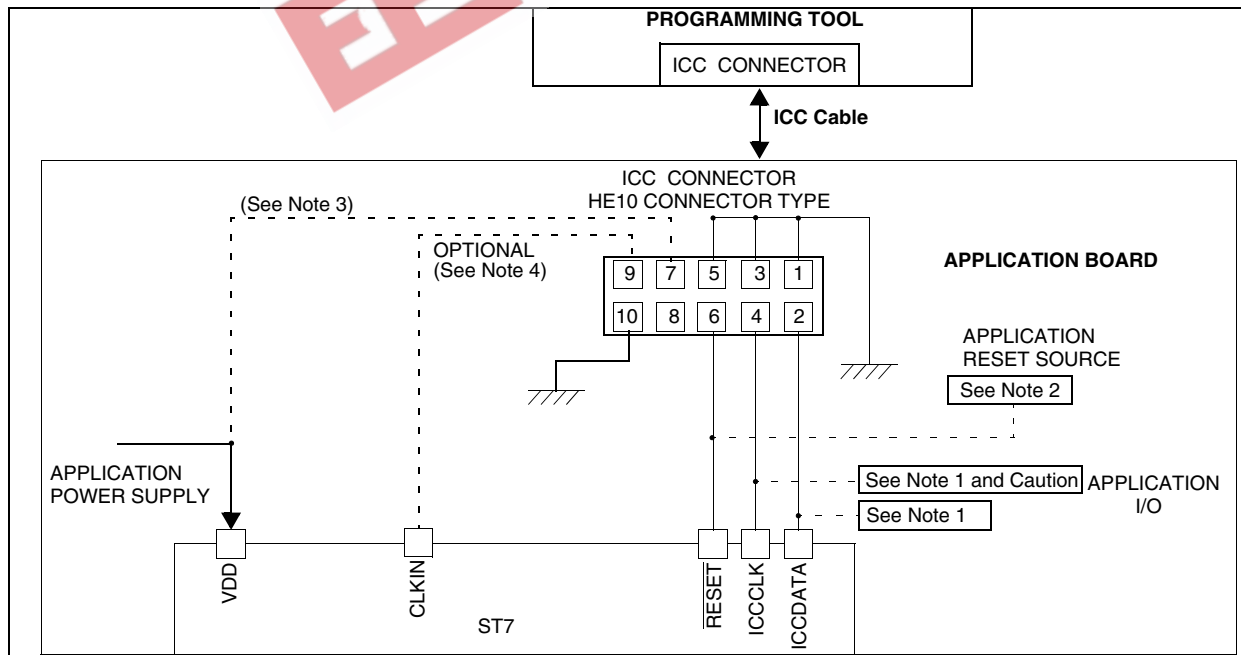 PROGRAMMING TOOL
ICC CONNECTOR
ICC Cable
ICC CONNECTOR
HE10 CONNECTOR TYPE
(See Note 3)
OPTIONAL
(See Note 4)
9 7 5 3 1
10 8 6 4 2
APPLICATION BOARD
APPLICATION
RESET SOURCE
See Note 2
APPLICATION
POWER SUPPLY
See Note 1 and Caution
See Note 1
APPLICATION
I/O
VDD
CLKIN
RESET
ICCCLK
ICCDATA
ST7